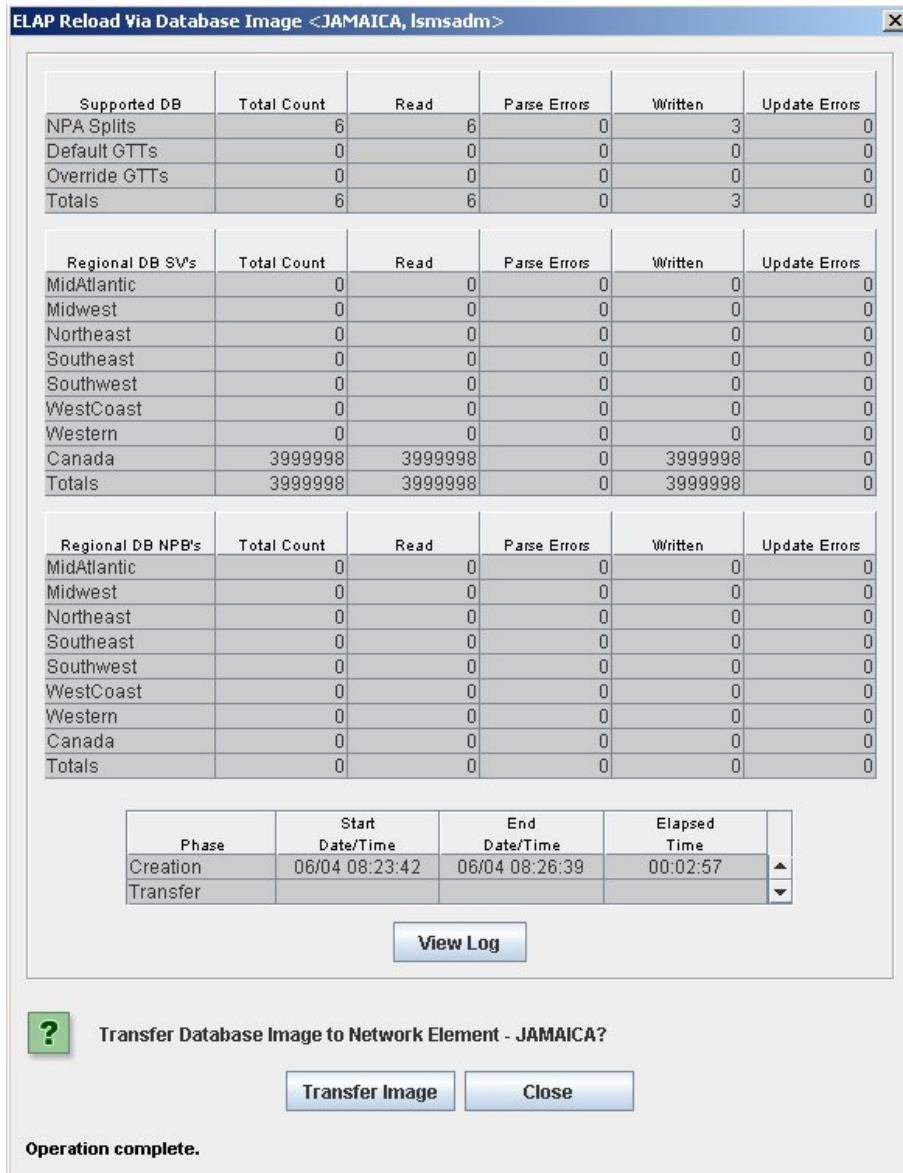 ELAP Reload Via Database Image <JAMAICA, lsmsadm>
Supported DB Total Count Read Parse Errors Written Update Errors
NPA Splits 6 6 0 3 0
Default GTTs 0 0 0 0 0
Override GTTs 0 0 0 0 0
Totals 6 6 0 3 0
Regional DB SV's Total Count Read Parse Errors Written Update Errors
MidAtlantic 0 0 0 0 0
Midwest 0 0 0 0 0
Northeast 0 0 0 0 0
Southeast 0 0 0 0 0
Southwest 0 0 0 0 0
WestCoast 0 0 0 0 0
Western 0 0 0 0 0
Canada 3999998 3999998 0 3999998 0
Totals 3999998 3999998 0 3999998 0
Regional DB NPB's Total Count Read Parse Errors Written Update Errors
MidAtlantic 0 0 0 0 0
Midwest 0 0 0 0 0
Northeast 0 0 0 0 0
Southeast 0 0 0 0 0
Southwest 0 0 0 0 0
WestCoast 0 0 0 0 0
Western 0 0 0 0 0
Canada 0 0 0 0 0
Totals 0 0 0 0 0
Start End Elapsed
Phase Date/Time Date/Time Time
Creation 06/04 08:23:42 06/04 08:26:39 00:02:57
Transfer
View Log
? Transfer Database Image to Network Element - JAMAICA?
Transfer Image Close
Operation complete.